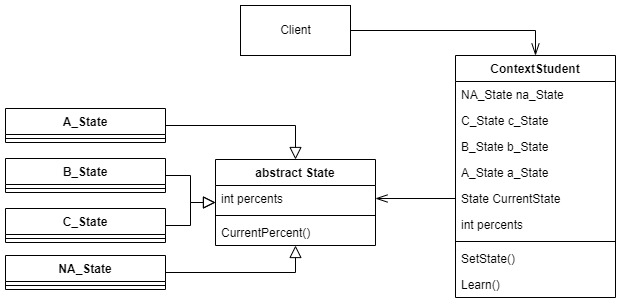 Client
ContextStudent
NA_State na_State
C_State c_State
B_State b_State
A_State a_State
State CurrentState
int percents
SetState()
Learn()
A_State
B_State
C_State
NA_State
abstract State
int percents
CurrentPercent()